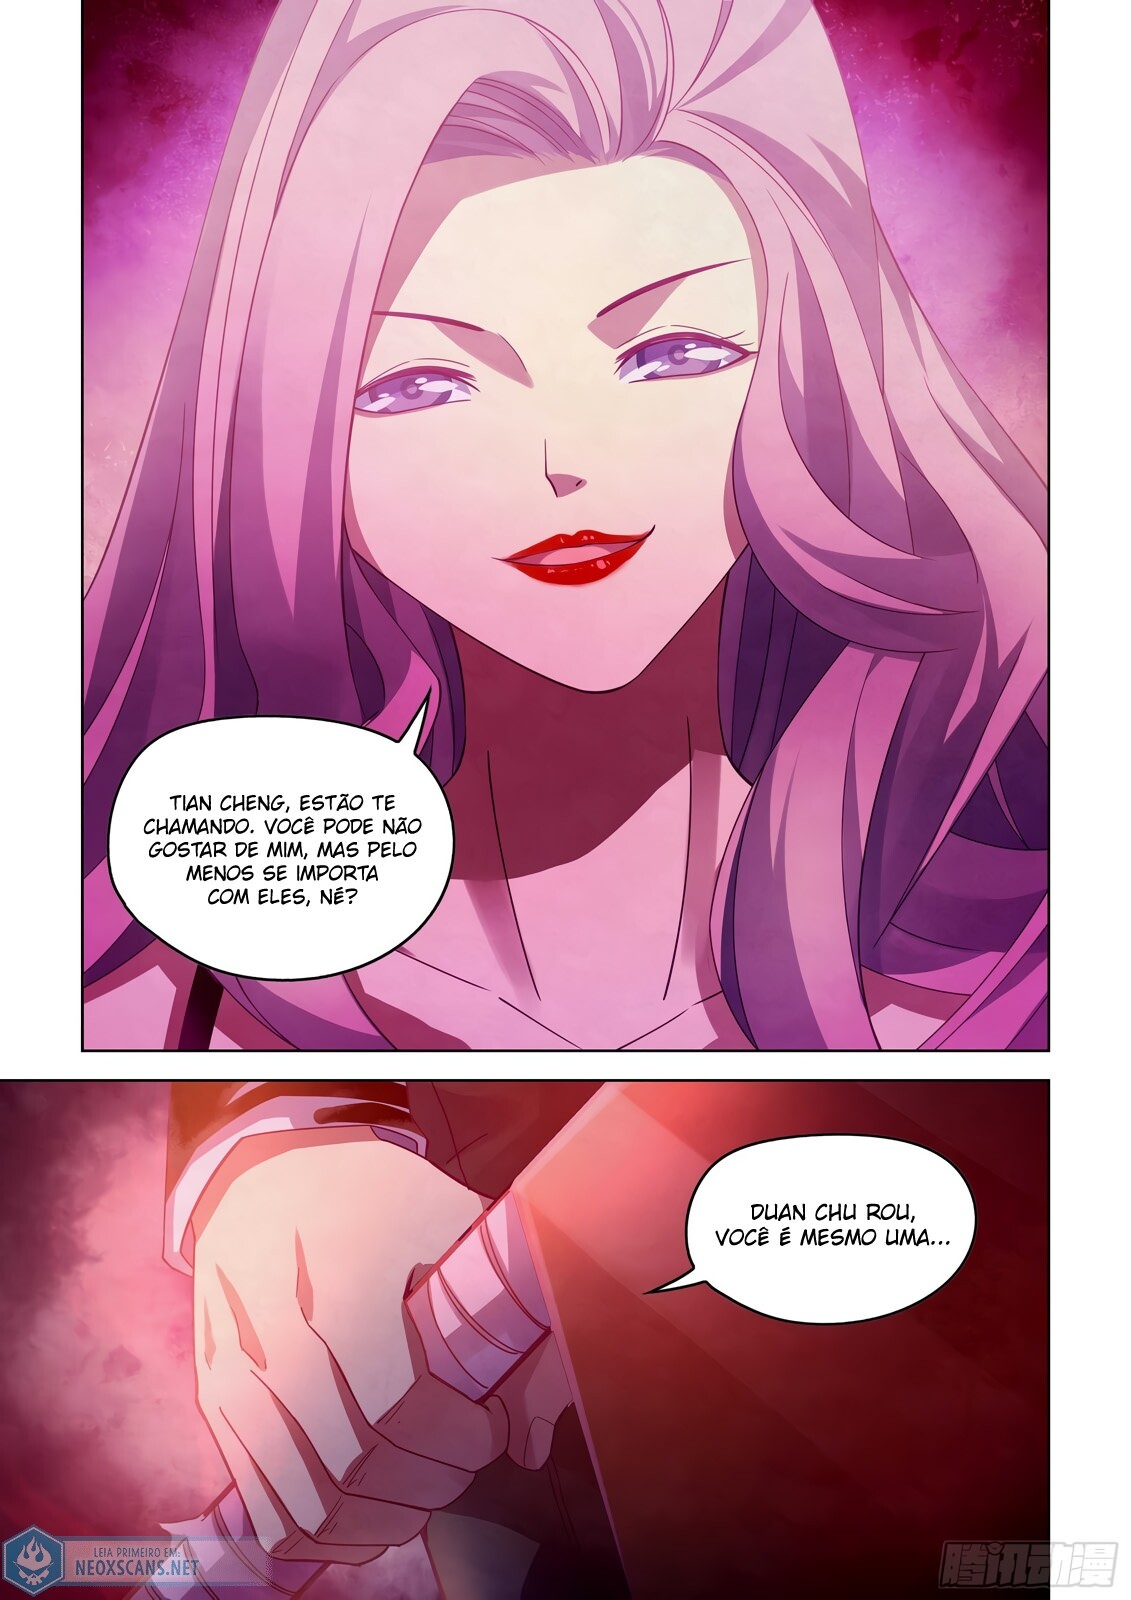 TIAN CHENG, ESTÃO TE
CHAMANDO. VOCÊ PODE NÃO
GOSTAR DE MIM, MAS PELO
MENOS SE IMPORTA
COM ELES, NÉ?
DUAN CHU ROU,
VOCÊ É MESMO UMA...
LEIA PRIMEIRO EM:
NEOXSCANS.NET
腾讯动漫